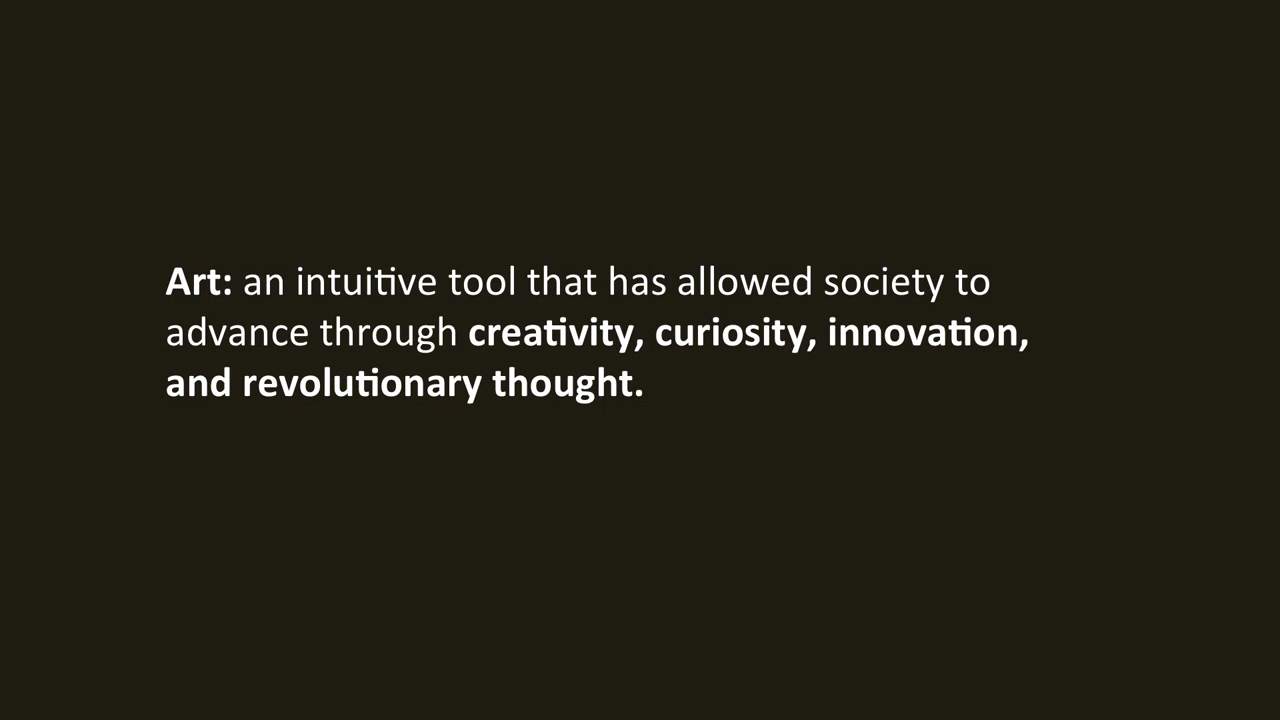 Art: an intuitive tool that has allowed society to
advance through creativity, curiosity, innovation,
and revolutionary thought.